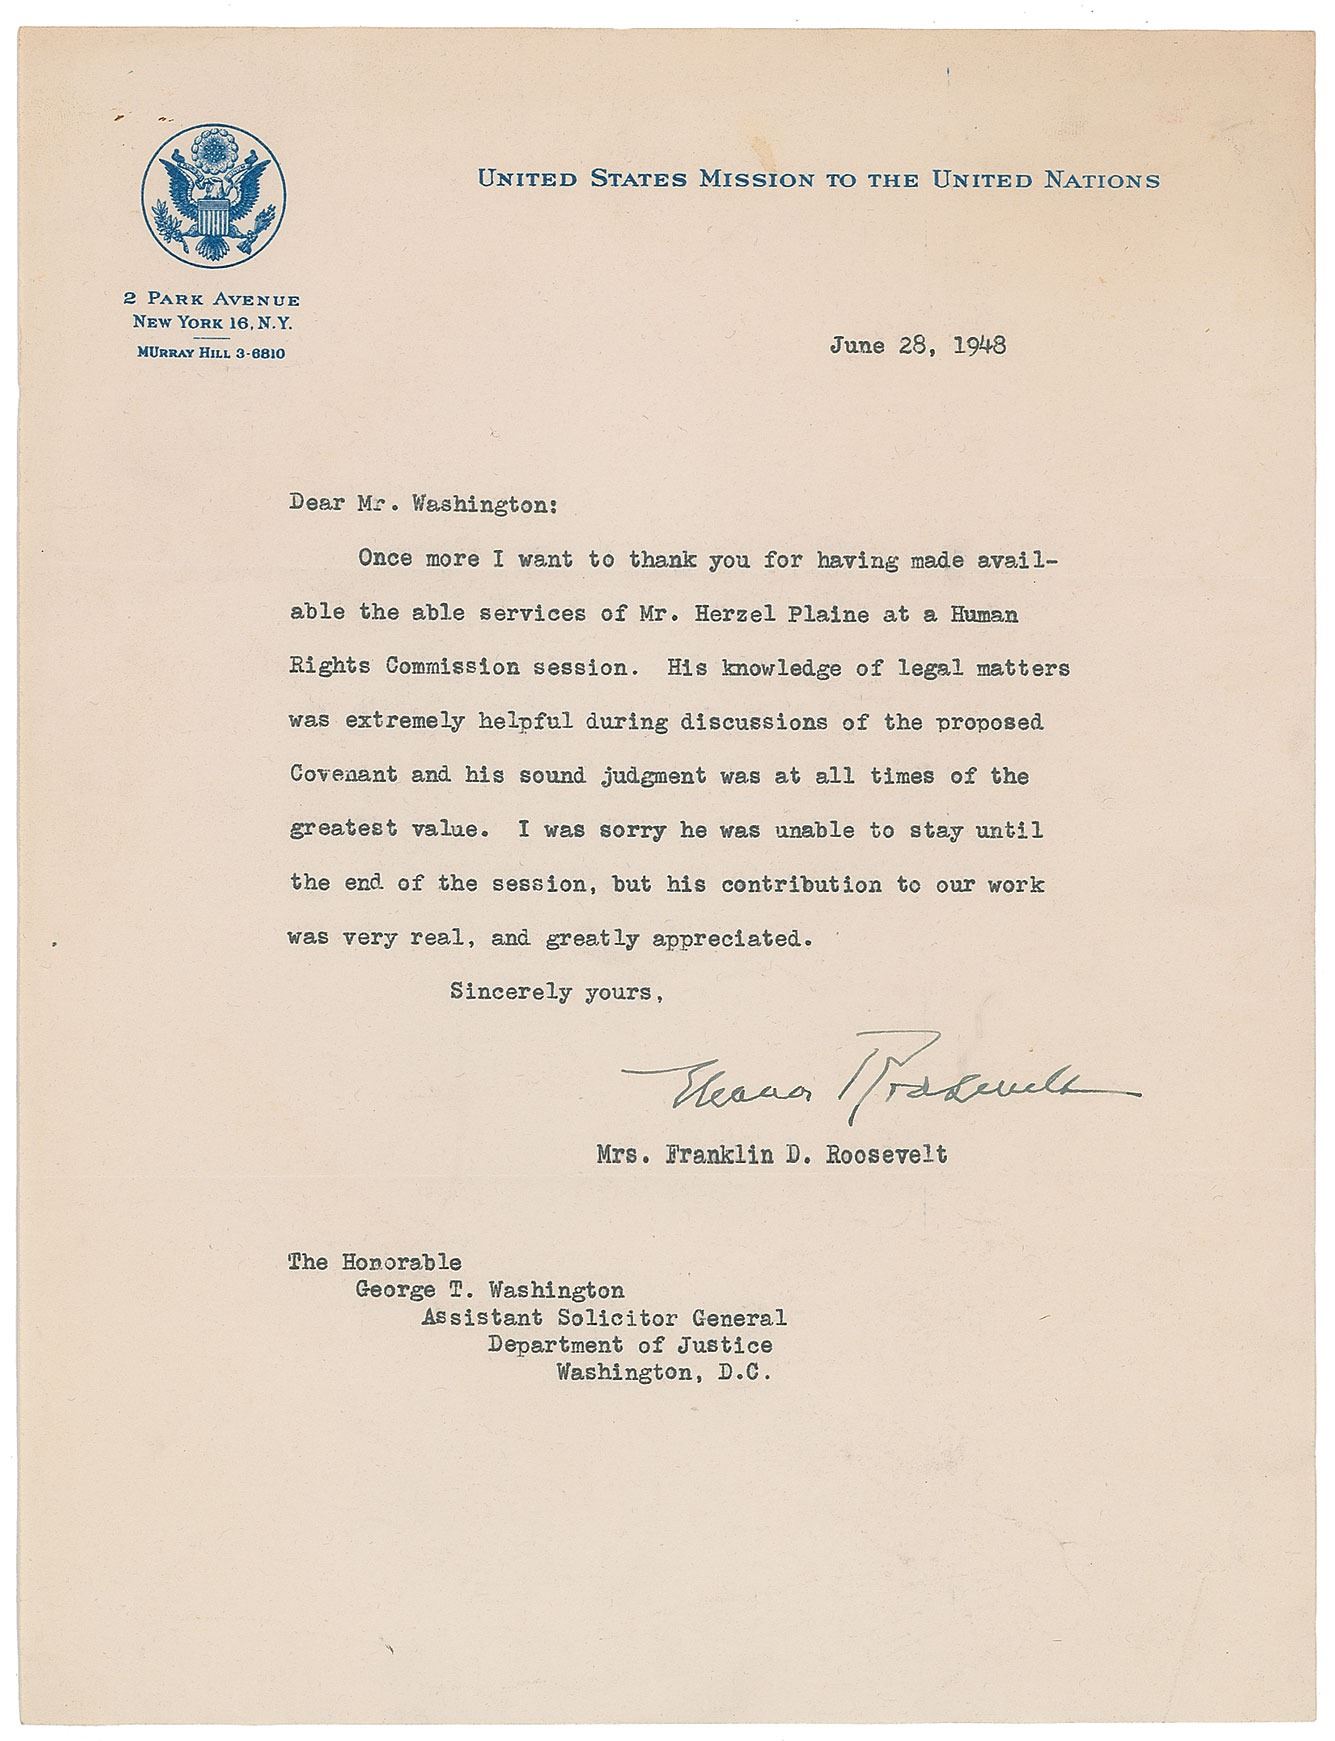 UNITED STATES MISSION TO THE UNITED NATIONS
2 PARK AVENUE
NEW YORK 16, N.Y.
MURRAY HILL 3-6810
June 28, 1948
Dear Mr. Washington:
Once more I want to thank you for having made avail-
able the able services of Mr. Herzel Plaine at a Human
Rights Commission session. His knowledge of legal matters
was extremely helpful during discussions of the proposed
Covenant and his sound judgment was at all times of the
greatest value. I was sorry he was unable to stay until
the end of the session, but his contribution to our work
was very real, and greatly appreciated.
Sincerely yours,
Eleanor Roosevelt
Mrs. Franklin D. Roosevelt
The Honorable
George T. Washington
Assistant Solicitor General
Department of Justice
Washington, D.C.